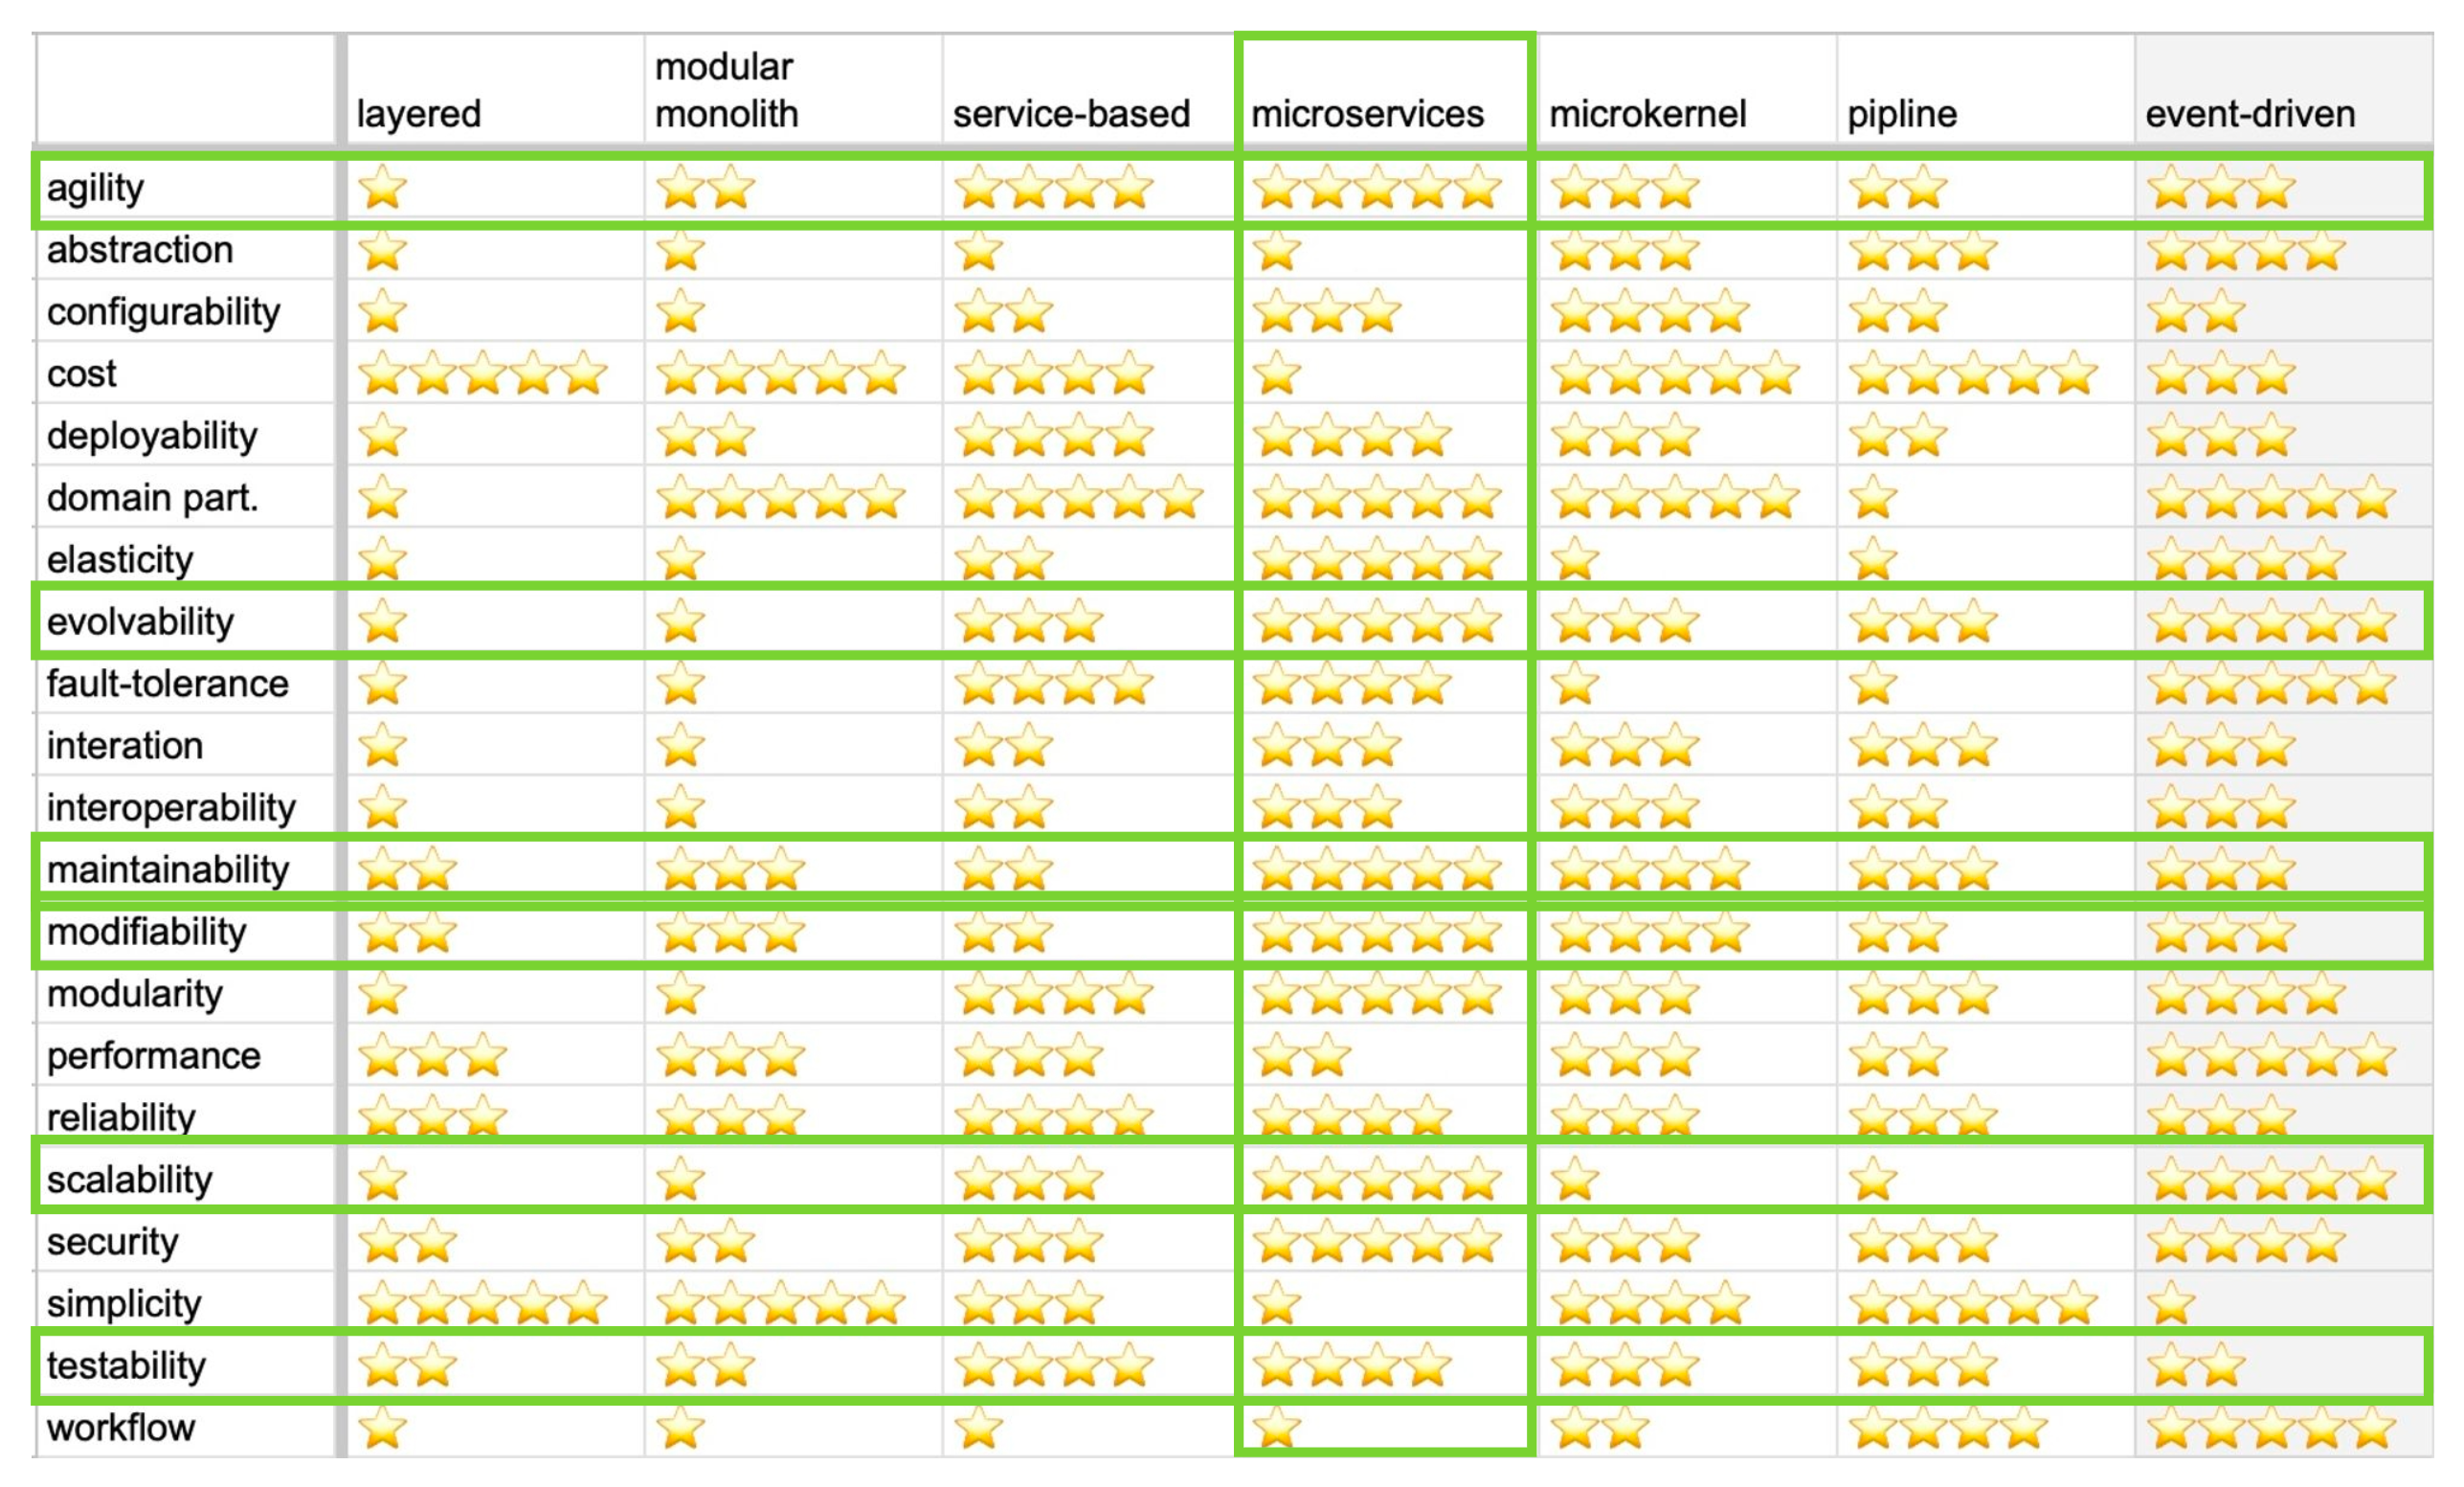 modular
layered monolith service-based microservices microkernel pipline event-driven
agility
abstraction
configurability
cost
deployability
domain part.
elasticity
evolvability
fault-tolerance
interation
interoperability
maintainability
modifiability
modularity
performance
reliability
scalability
security
simplicity
testability
workflow